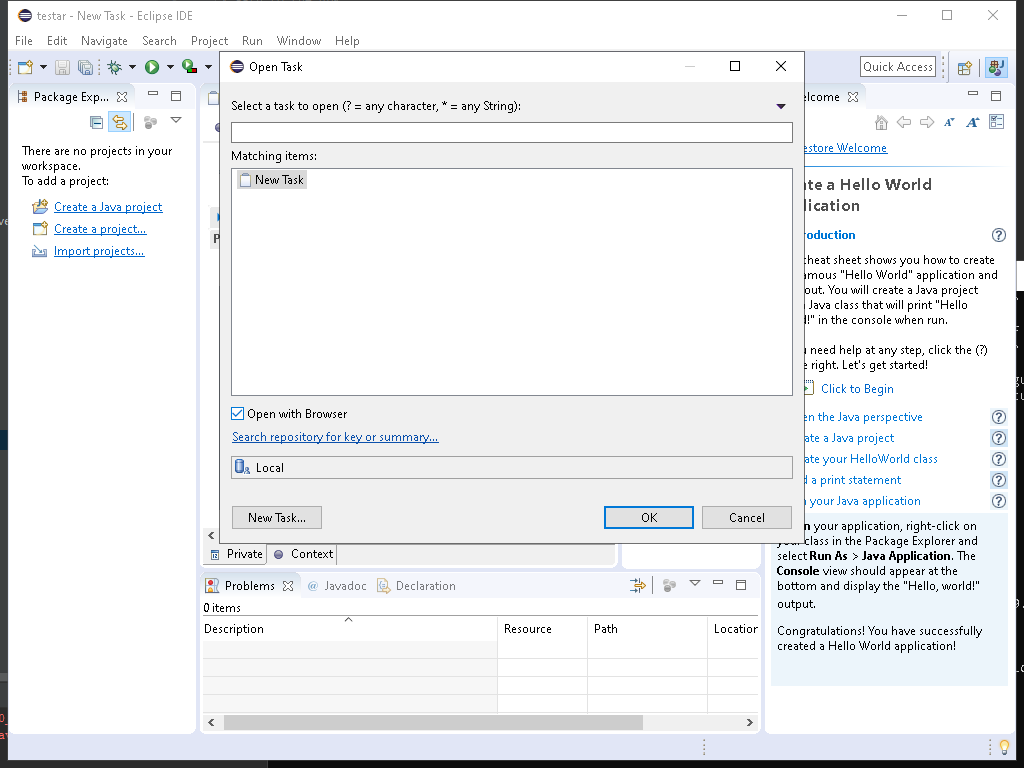 testar - New Task - Eclipse IDE
File Edit Navigate Search Project Run Window Help
Quick Access
Package Exp...
There are no projects in your
workspace.
To add a project:
Create a Java project
Create a project...
Import projects...
Open Task
Select a task to open (? = any character, * = any String):
Matching items:
New Task
Open with Browser
Search repository for key or summary...
Local
New Task...
OK
Cancel
Private
Context
Problems
@ Javadoc
Declaration
0 items
Description
Resource
Path
Location
elcome
estore Welcome
te a Hello World
lication
roduction
cheat sheet shows you how to create
mous "Hello World" application and
out. You will create a Java project
Java class that will print "Hello
!" in the console when run.
need help at any step, click the (?)
e right. Let's get started!
Click to Begin
en the Java perspective
ate a Java project
ate your HelloWorld class
d a print statement
your Java application
n your application, right-click on
your class in the Package Explorer and
select Run As > Java Application. The
Console view should appear at the
bottom and display the "Hello, world!"
output.
Congratulations! You have successfully
created a Hello World application!